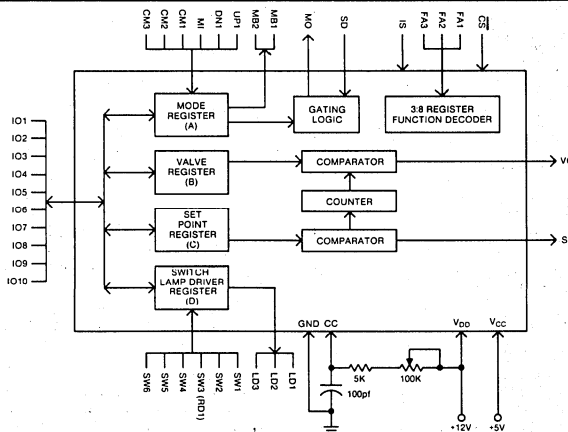 CM3
CM2
CM1
MI
DN1
UP1
MB2
MB1
MO
SD
IS
FA3
FA2
FA1
CS
IO1
IO2
IO3
IO4
IO5
IO6
IO7
IO8
IO9
IO10
MODE
REGISTER
(A)
GATING
LOGIC
3:8 REGISTER
FUNCTION DECODER
VALVE
REGISTER
(B)
COMPARATOR
COUNTER
SET
POINT
REGISTER
(C)
COMPARATOR
SWITCH
LAMP DRIVER
REGISTER
(D)
GND
CC
VDD
VCC
5K
100K
100pf
+12V
+5V
SW6
SW5
SW4
SW3 (RD1)
SW2
SW1
LD3
LD2
LD1